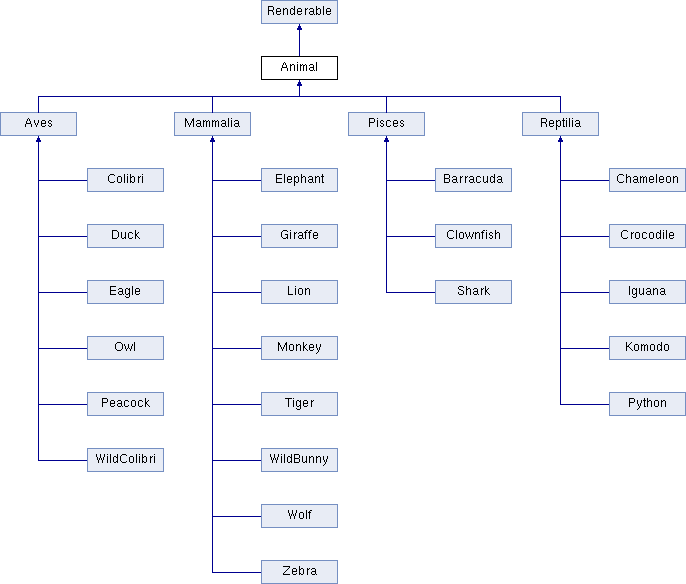 Renderable
Animal
Aves Mammalia Pisces Reptilia
Colibri Elephant Barracuda Chameleon
Duck Giraffe Clownfish Crocodile
Eagle Lion Shark Iguana
Owl Monkey Komodo
Peacock Tiger Python
WildColibri WildBunny
Wolf
Zebra